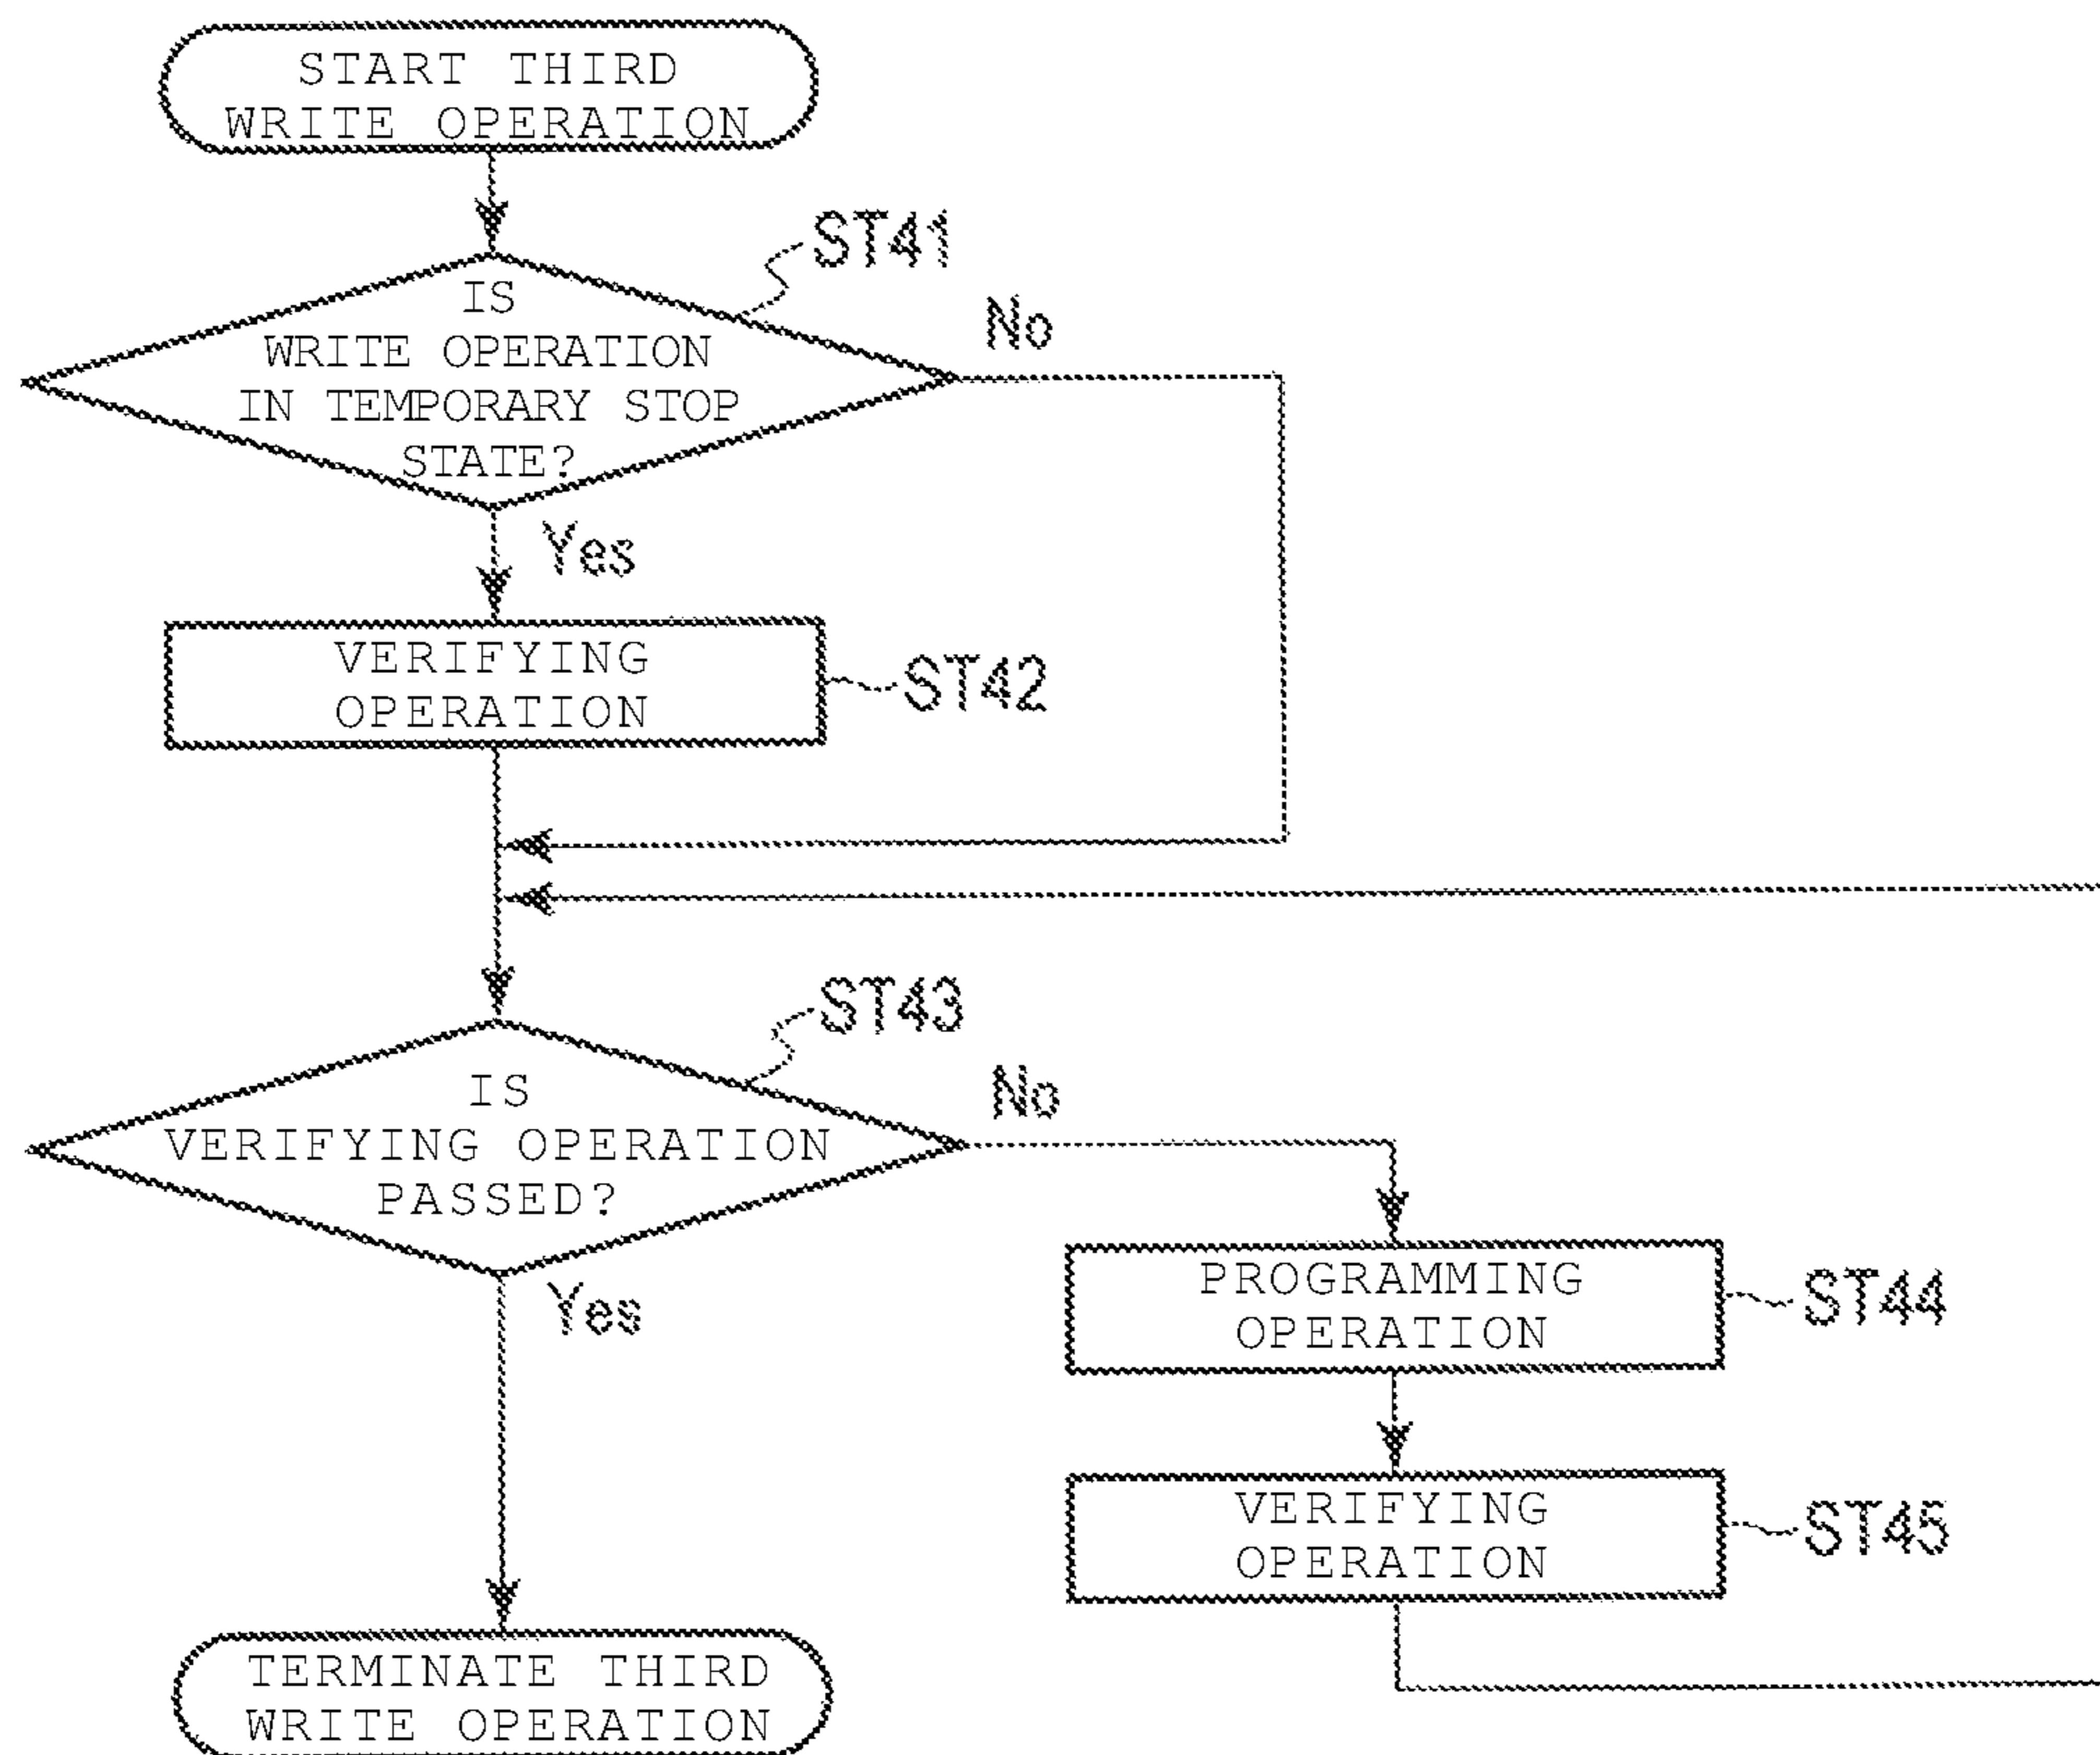 START THIRD
WRITE OPERATION
ST41
IS
WRITE OPERATION
IN TEMPORARY STOP
STATE?
No
Yes
VERIFYING
OPERATION
ST42
ST43
IS
VERIFYING OPERATION
PASSED?
No
Yes
PROGRAMMING
OPERATION
ST44
VERIFYING
OPERATION
ST45
TERMINATE THIRD
WRITE OPERATION